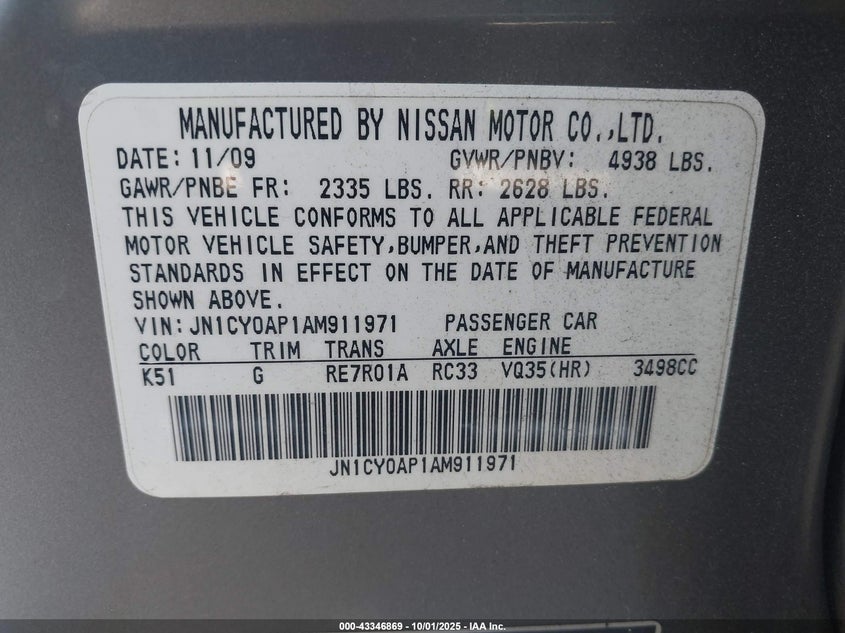 MANUFACTURED BY NISSAN MOTOR CO.,LTD.
DATE: 11/09 GVWR/PNBV: 4938 LBS.
GAWR/PNBE FR: 2335 LBS. RR: 2628 LBS.
THIS VEHICLE CONFORMS TO ALL APPLICABLE FEDERAL
MOTOR VEHICLE SAFETY,BUMPER,AND THEFT PREVENTION
STANDARDS IN EFFECT ON THE DATE OF MANUFACTURE
SHOWN ABOVE.
VIN: JN1CY0AP1AM911971 PASSENGER CAR
COLOR TRIM TRANS AXLE ENGINE
K51 G RE7R01A RC33 VQ35(HR) 3498CC
JN1CY0AP1AM911971
000-43346869 - 10/01/2025 - IAA Inc.